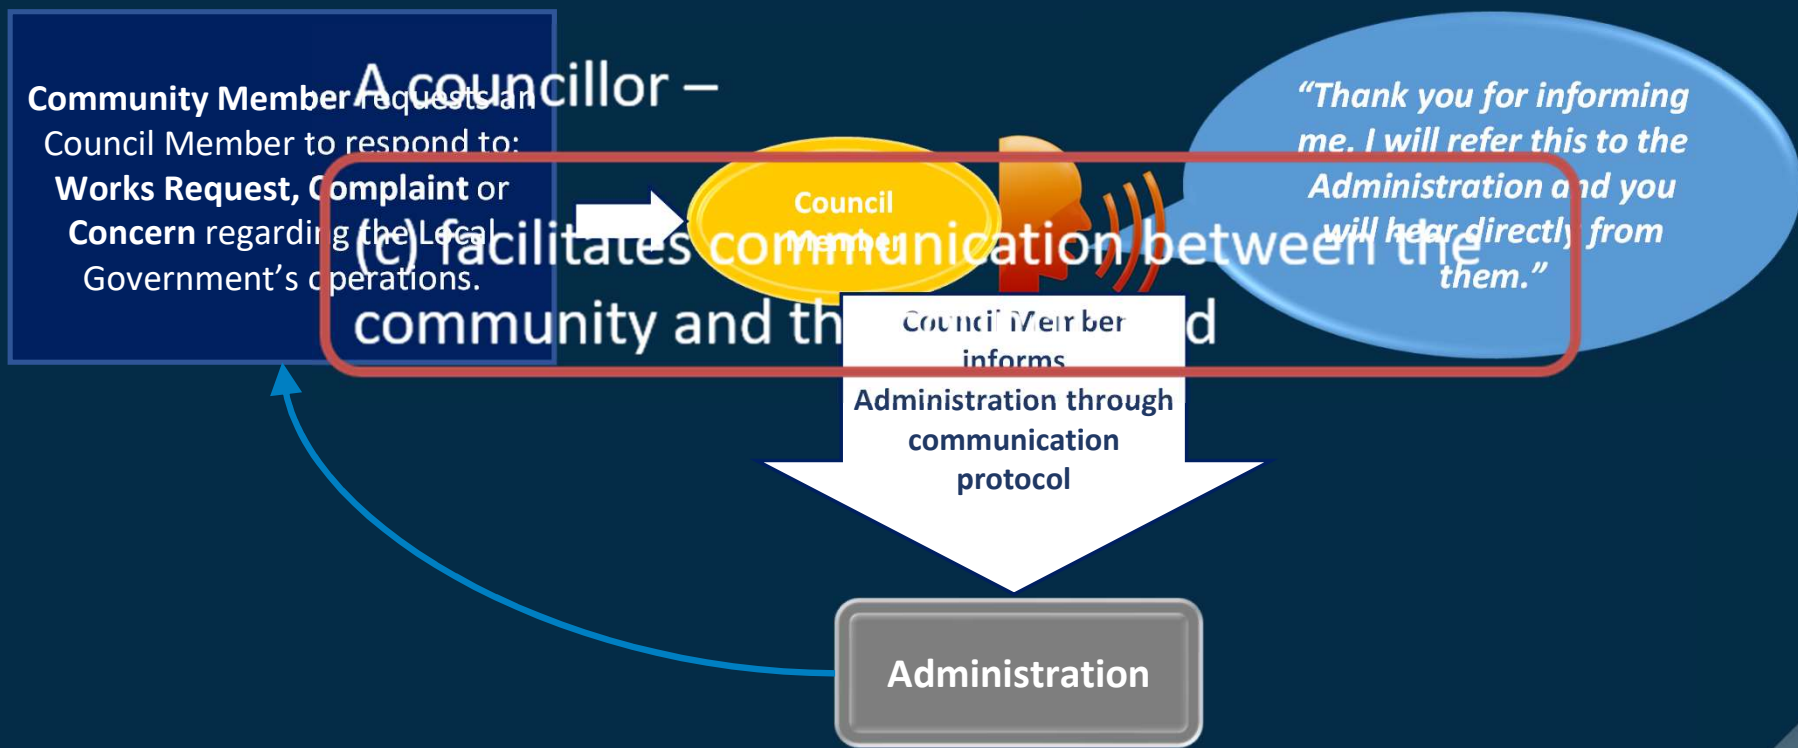 A councillor –
(c) facilitates communication between the
community and th
d
Community Member requests an
Council Member to respond to:
Works Request, Complaint or
Concern regarding the Local
Government’s operations.
Council
Member
“Thank you for informing
me. I will refer this to the
Administration and you
will hear directly from
them.”
Council Member
informs
Administration through
communication
protocol
Administration